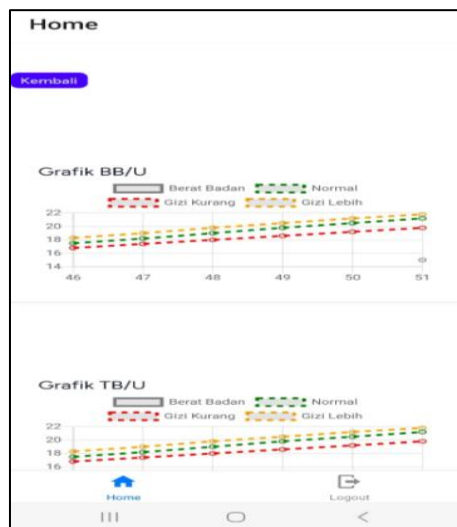 Home
Kembali
Grafik BB/U
Berat Badan Normal
Gizi Kurang Gizi Lebih
22
20
18
16
14
46 47 48 49 50 51
Grafik TB/U
Berat Badan Normal
Gizi Kurang Gizi Lebih
22
20
18
16
Home Logout